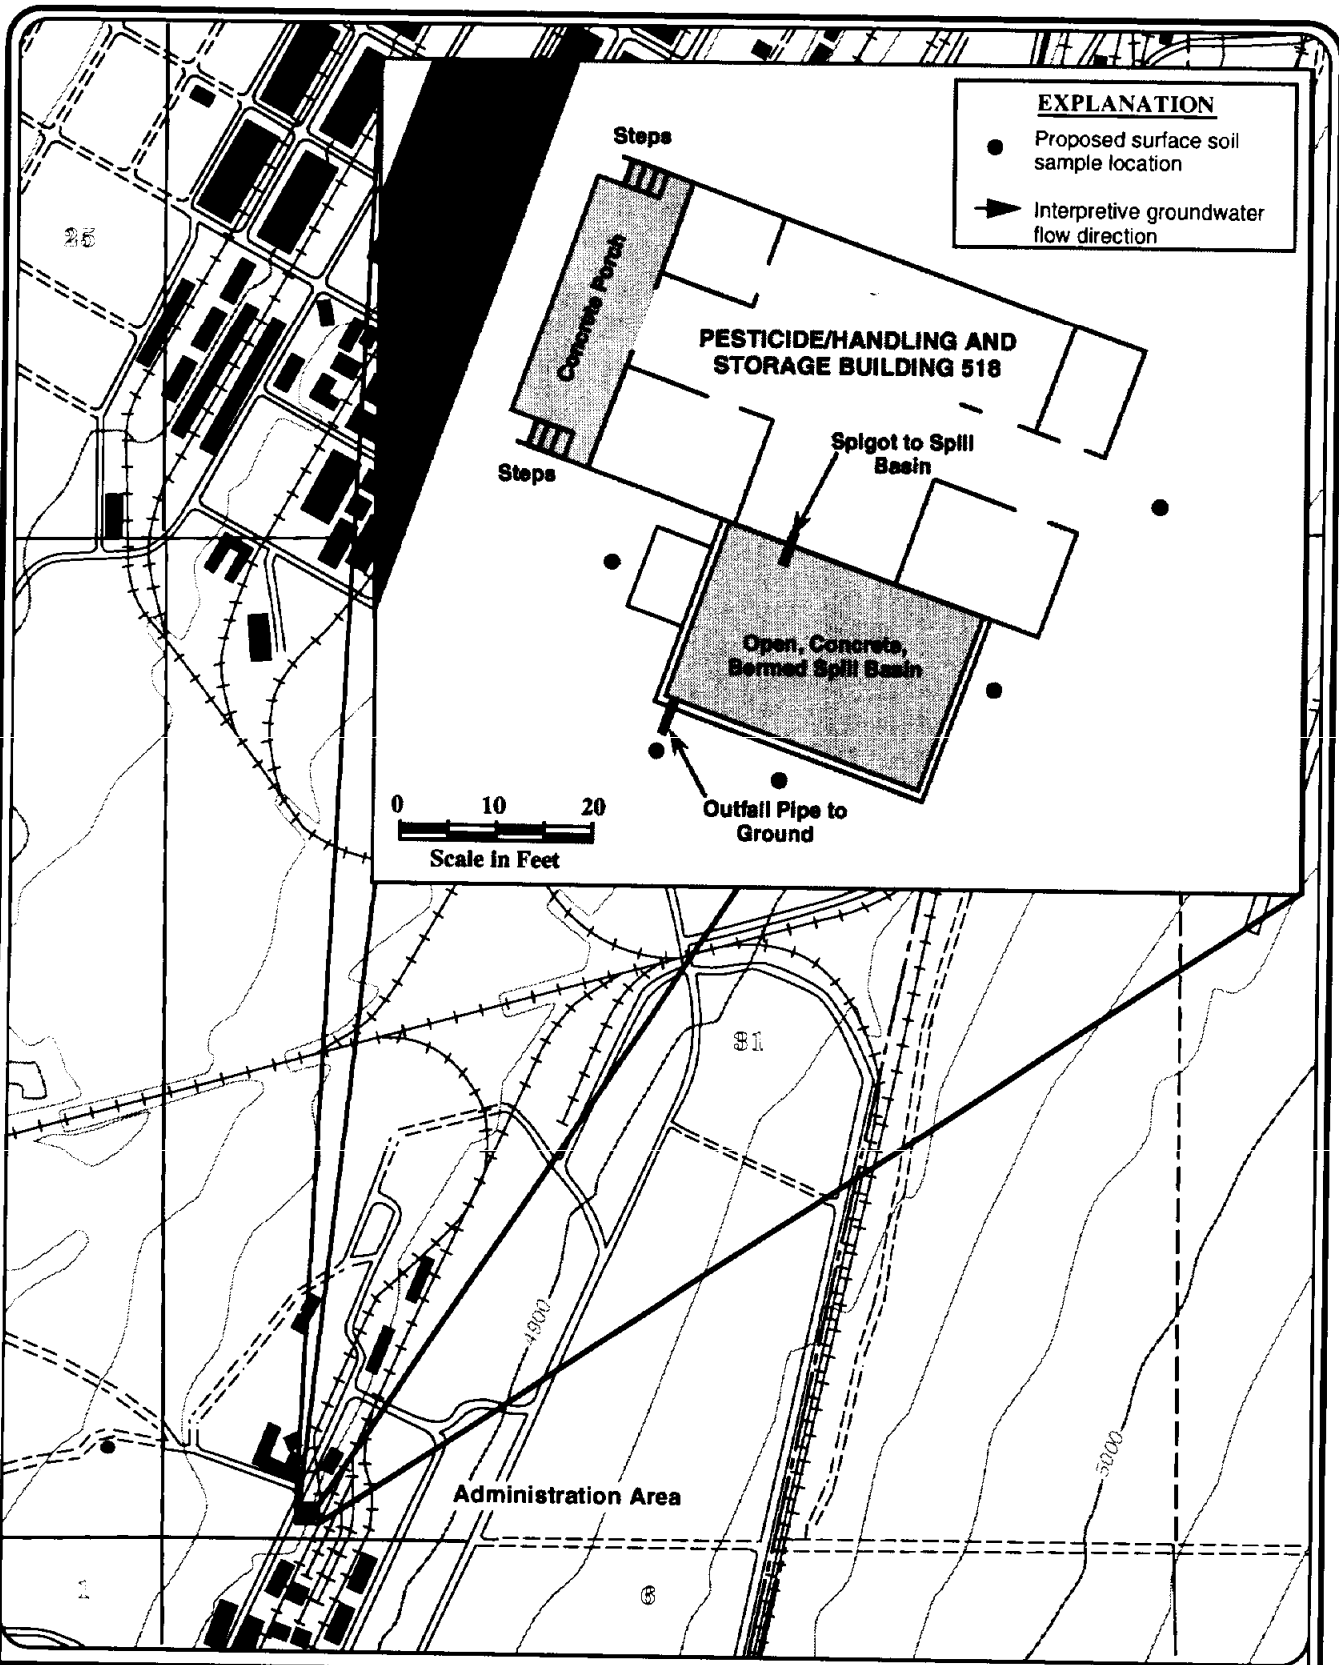 EXPLANATION
Proposed surface soil
sample location
Interpretive groundwater
flow direction
Steps
25
Concrete Porch
PESTICIDE/HANDLING AND
STORAGE BUILDING 518
Spigot to Spill
Basin
Steps
Open, Concrete,
Bermed Spill Basin
0 10 20
Scale in Feet
Outfall Pipe to
Ground
31
4900
5000
Administration Area
1
6